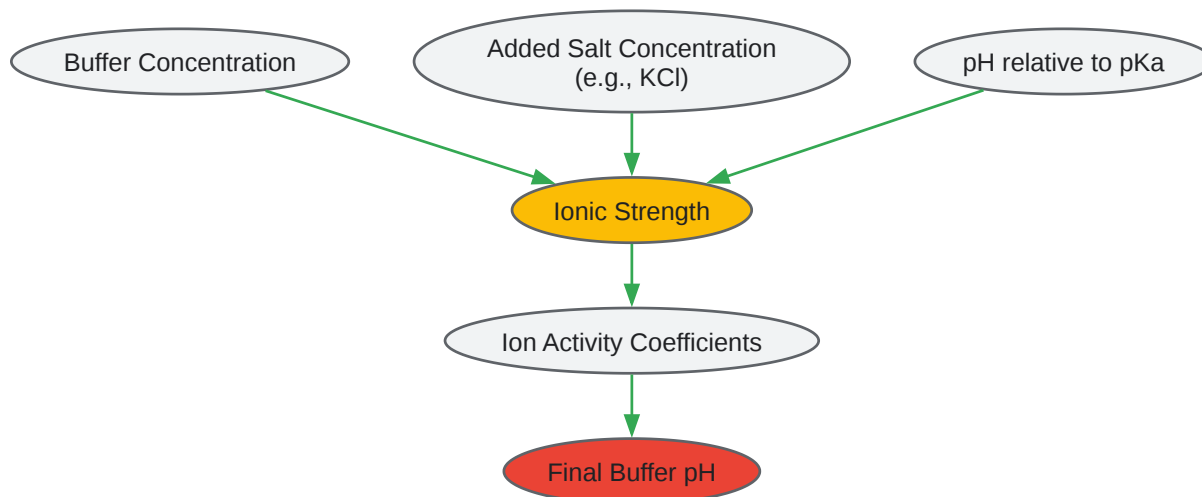 Buffer Concentration
Added Salt Concentration
(e.g., KCl)
pH relative to pKa
Ionic Strength
Ion Activity Coefficients
Final Buffer pH